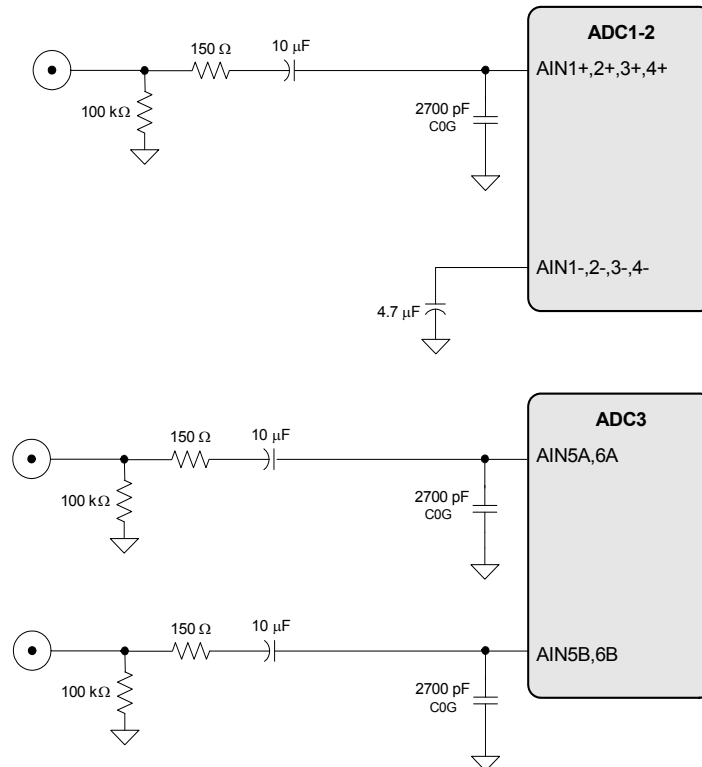 ADC1-2
150 Ω
10 μF
AIN1+,2+,3+,4+
100 kΩ
2700 pF
C0G
AIN1-,2-,3-,4-
4.7 μF
ADC3
150 Ω
10 μF
AIN5A,6A
100 kΩ
2700 pF
C0G
150 Ω
10 μF
AIN5B,6B
100 kΩ
2700 pF
C0G